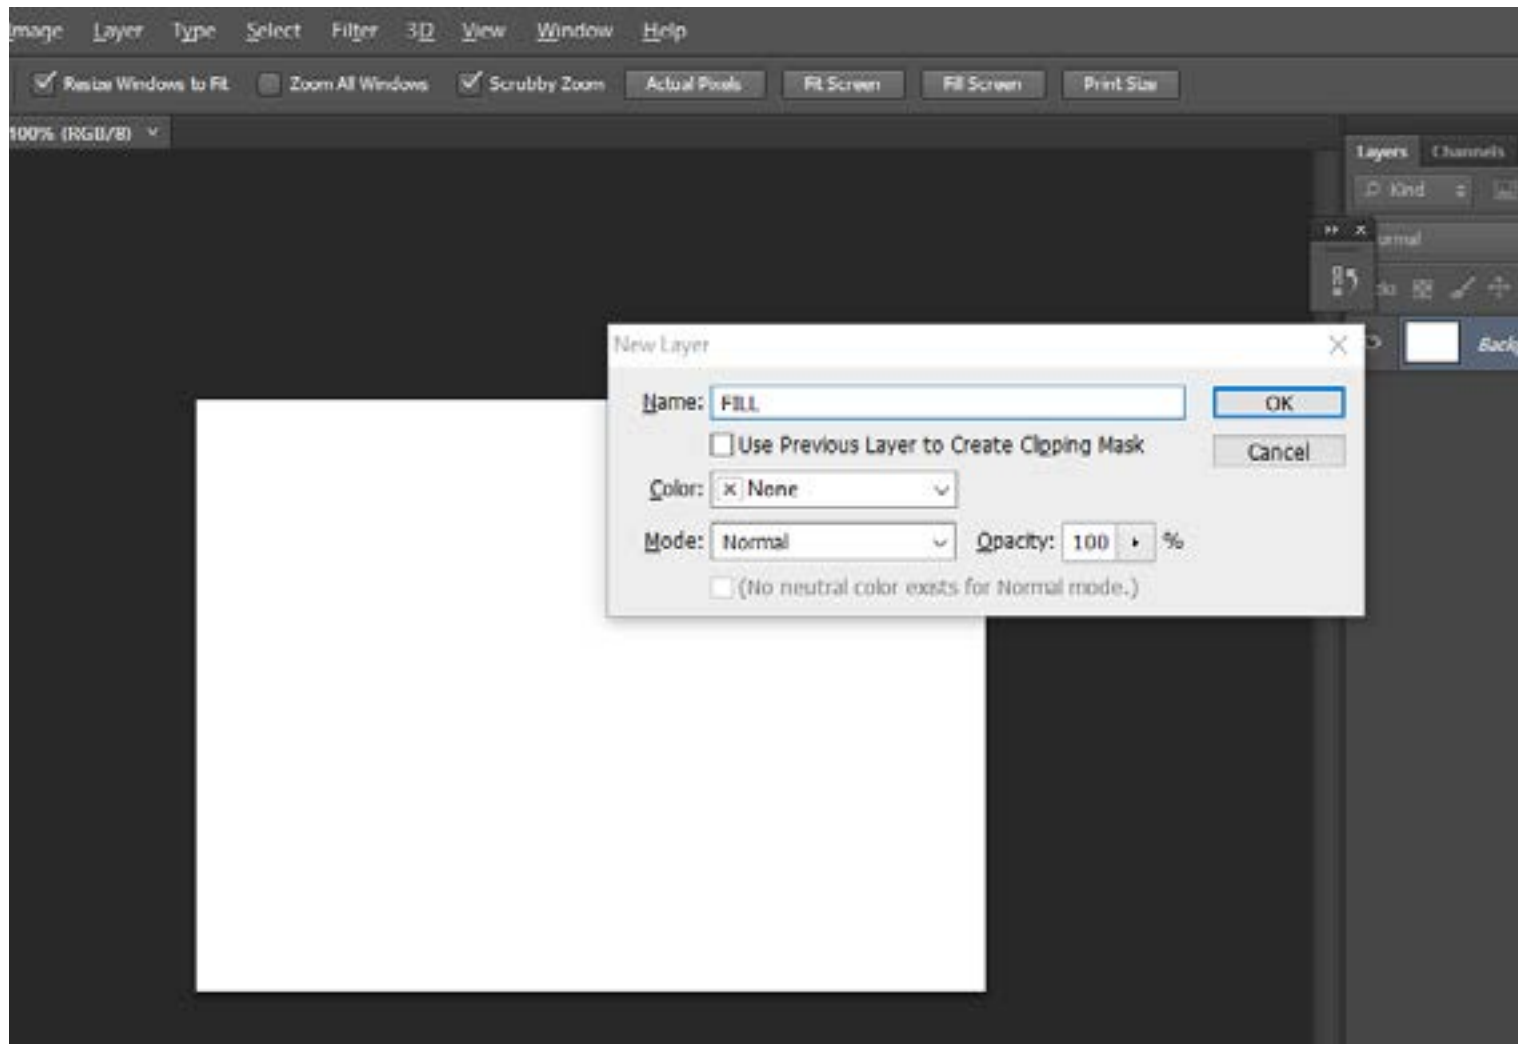 mage Layer Type Select Filter 3D View Window Help
Resize Windows to Fit Zoom All Windows Scrubby Zoom Actual Pixels Fit Screen Fill Screen Print Size
100% (RGB/8)
Layers Channels
Kind
ormal
New Layer
Back
Name: FILL OK
Use Previous Layer to Create Clipping Mask
Cancel
Color: None
Mode: Normal Opacity: 100 %
(No neutral color exists for Normal mode.)